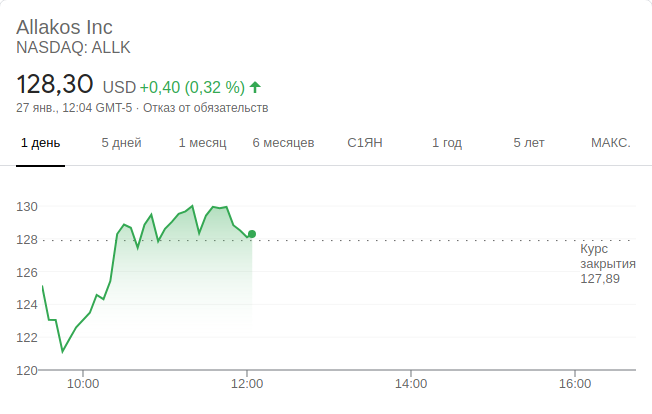 Allakos Inc
NASDAQ: ALLK
128,30 USD +0,40 (0,32 %)
27 янв., 12:04 GMT-5 · Отказ от обязательств
1 день 5 дней 1 месяц 6 месяцев С1ЯН 1 год 5 лет МАКС.
130
128
Курс
закрытия
127,89
126
124
122
120
10:00 12:00 14:00 16:00